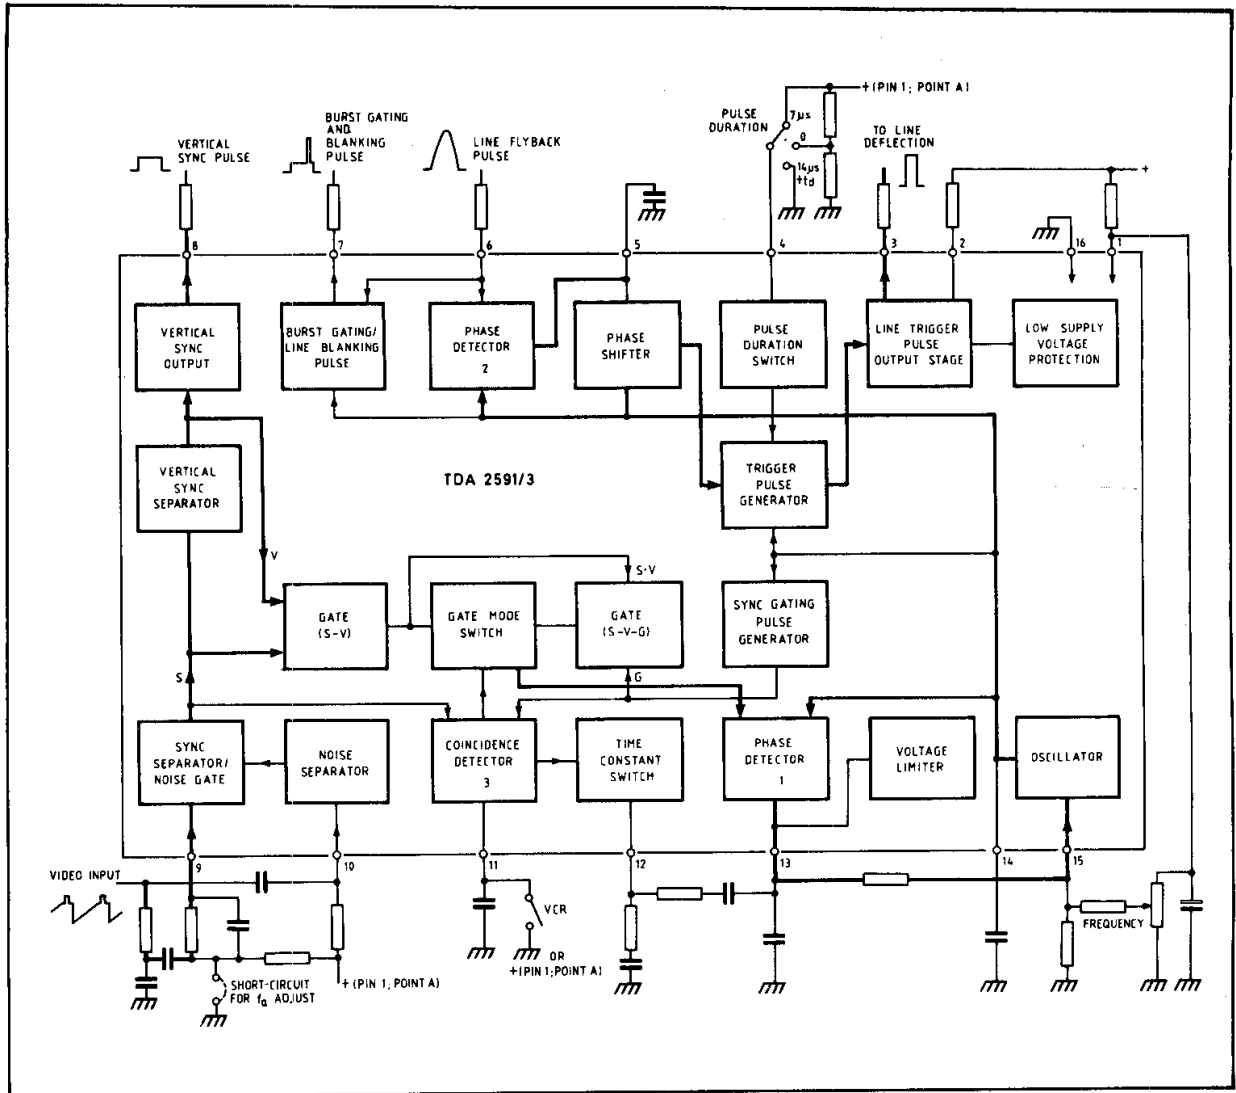 VERTICAL
SYNC PULSE
BURST GATING
AND
BLANKING
PULSE
LINE FLYBACK
PULSE
PULSE
DURATION
7µs
0
14µs
+td
+(PIN 1; POINT A)
TO LINE
DEFLECTION
+
8
7
6
5
4
3
2
16
1
VERTICAL
SYNC
OUTPUT
BURST GATING/
LINE BLANKING
PULSE
PHASE
DETECTOR
2
PHASE
SHIFTER
PULSE
DURATION
SWITCH
LINE TRIGGER
PULSE
OUTPUT STAGE
LOW SUPPLY
VOLTAGE
PROTECTION
VERTICAL
SYNC
SEPARATOR
TDA 2591/3
TRIGGER
PULSE
GENERATOR
V
S-V
GATE
(S-V)
GATE MODE
SWITCH
GATE
(S-V-G)
SYNC GATING
PULSE
GENERATOR
S
G
SYNC
SEPARATOR/
NOISE GATE
NOISE
SEPARATOR
COINCIDENCE
DETECTOR
3
TIME
CONSTANT
SWITCH
PHASE
DETECTOR
1
VOLTAGE
LIMITER
OSCILLATOR
9
10
11
12
13
14
15
VIDEO INPUT
VCR
OR
+(PIN 1; POINT A)
FREQUENCY
SHORT-CIRCUIT
FOR fo ADJUST
+(PIN 1; POINT A)